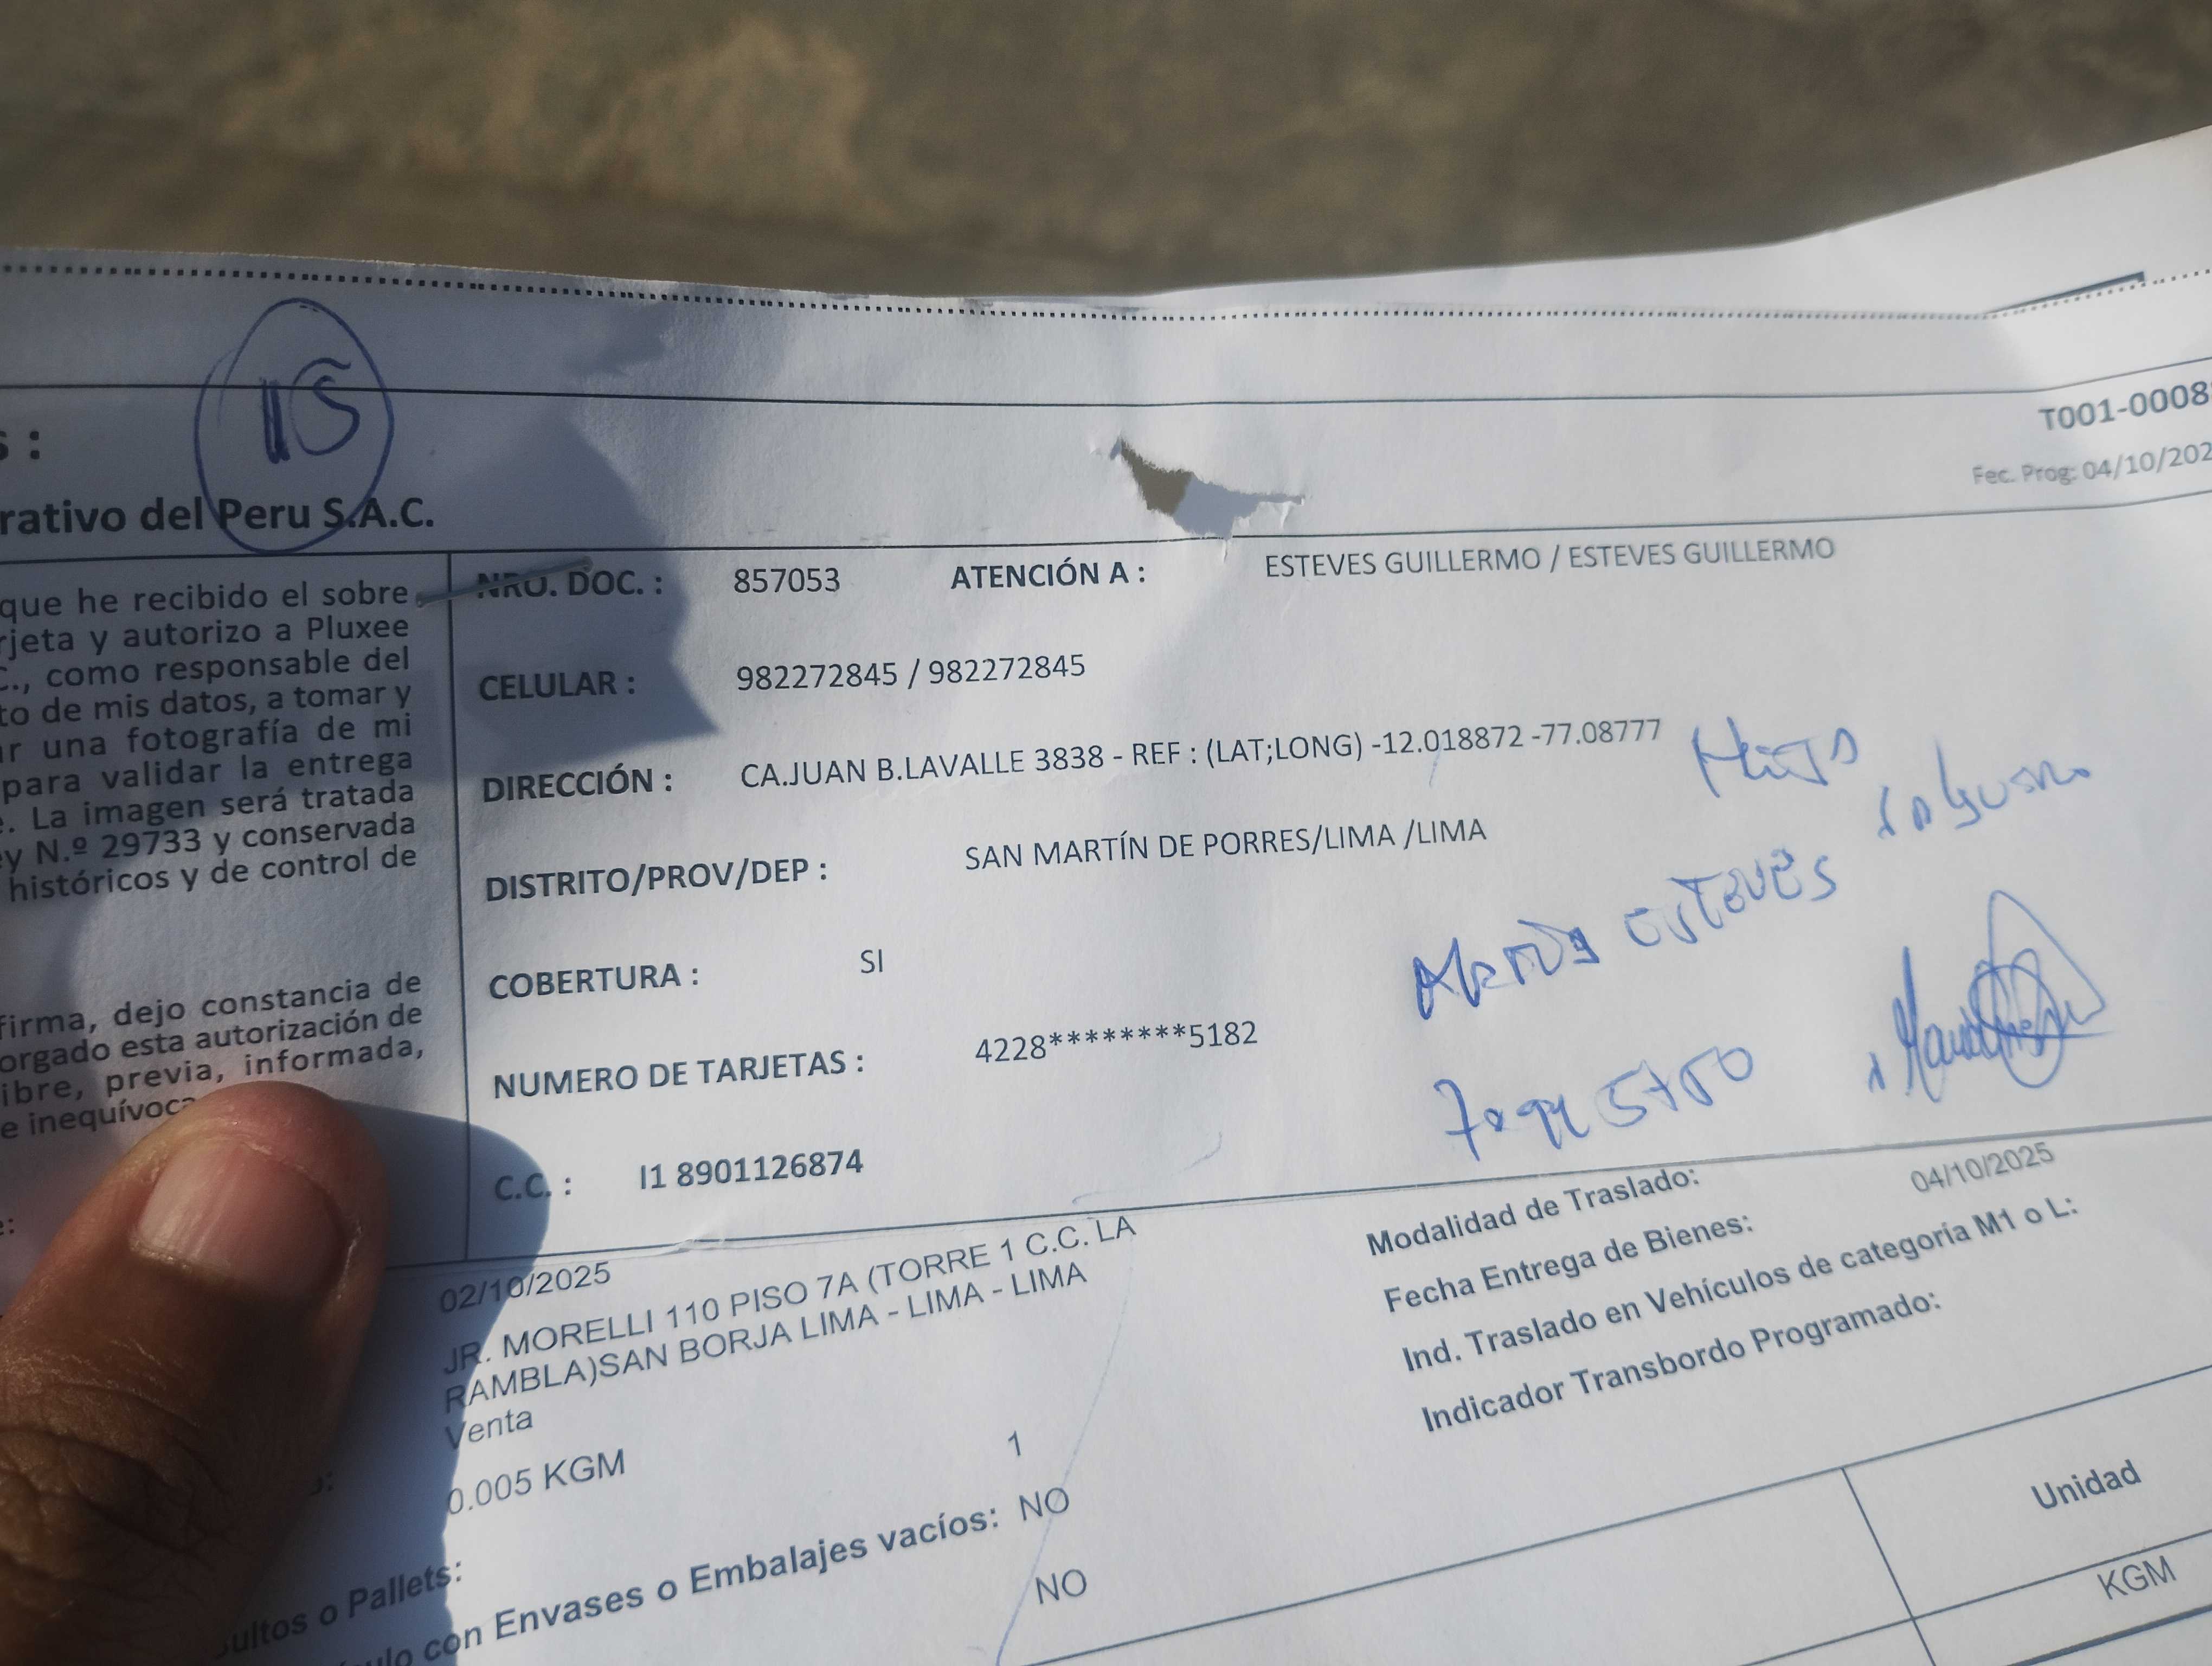 15
T001-0008
s :
Fec. Prog: 04/10/202
rativo del Peru S.A.C.
que he recibido el sobre
rjeta y autorizo a Pluxee
C., como responsable del
to de mis datos, a tomar y
ar una fotografía de mi
para validar la entrega
e. La imagen será tratada
ey N.º 29733 y conservada
históricos y de control de
firma, dejo constancia de
orgado esta autorización de
libre, previa, informada,
e inequívoca
NRO. DOC. : 857053 ATENCIÓN A : ESTEVES GUILLERMO / ESTEVES GUILLERMO
CELULAR : 982272845 / 982272845
DIRECCIÓN : CA.JUAN B.LAVALLE 3838 - REF : (LAT;LONG) -12.018872 -77.08777
DISTRITO/PROV/DEP : SAN MARTÍN DE PORRES/LIMA /LIMA
ESTEVES
COBERTURA : SI
NUMERO DE TARJETAS : 4228********5182
C.C. : I1 8901126874
02/10/2025
JR. MORELLI 110 PISO 7A (TORRE 1 C.C. LA
RAMBLA)SAN BORJA LIMA - LIMA - LIMA
Venta
0.005 KGM
1
ultos o Pallets:
ulo con Envases o Embalajes vacíos: NO
NO
Modalidad de Traslado:
Fecha Entrega de Bienes: 04/10/2025
Ind. Traslado en Vehículos de categoría M1 o L:
Indicador Transbordo Programado:
Unidad
KGM